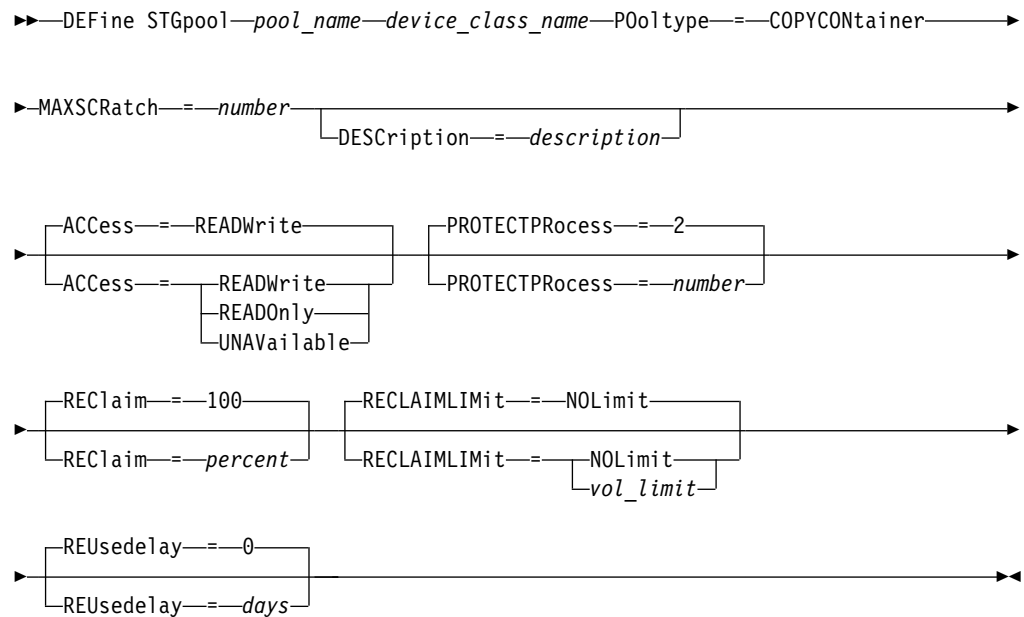 DEFine STGpool pool_name device_class_name POoltype = COPYCONtainer
MAXSCRatch = number
DESCription = description
ACCess = READWrite PROTECTPRocess = 2
ACCess = READWrite PROTECTPRocess = number
READOnly
UNAVailable
REClaim = 100 RECLAIMLIMit = NOLimit
REClaim = percent RECLAIMLIMit = NOLimit
vol_limit
REUsedelay = 0
REUsedelay = days